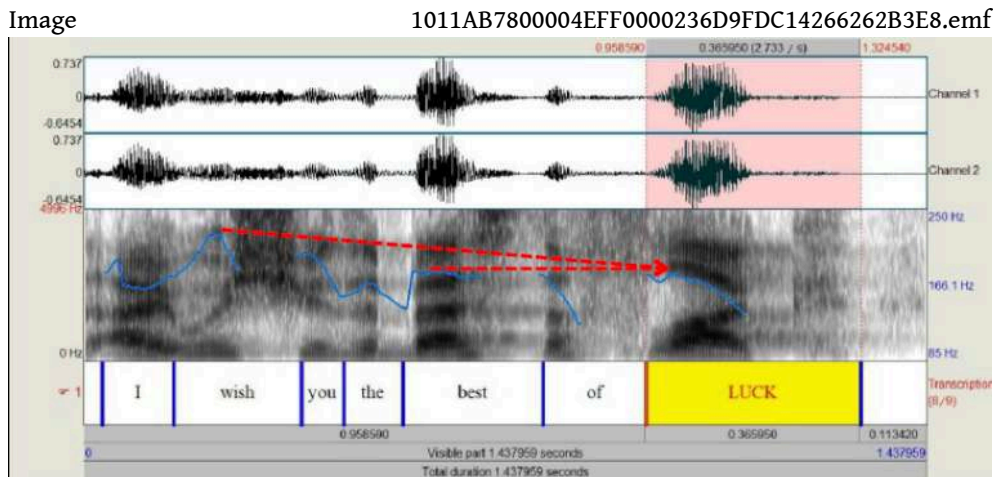 Image 1011AB7800004EFF0000236D9FDC14266262B3E8.emf
0.958590 0.365950 (2.733 / s) 1.324540
0.737
0
-0.6454
Channel 1
0.737
0
-0.6454
Channel 2
4995 Hz
250 Hz
166.1 Hz
0 Hz
85 Hz
1 I wish you the best of LUCK Transcription
(8/9)
0.958590 0.365950 0.113420
0 Visible part 1.437959 seconds 1.437959
Total duration 1.437959 seconds